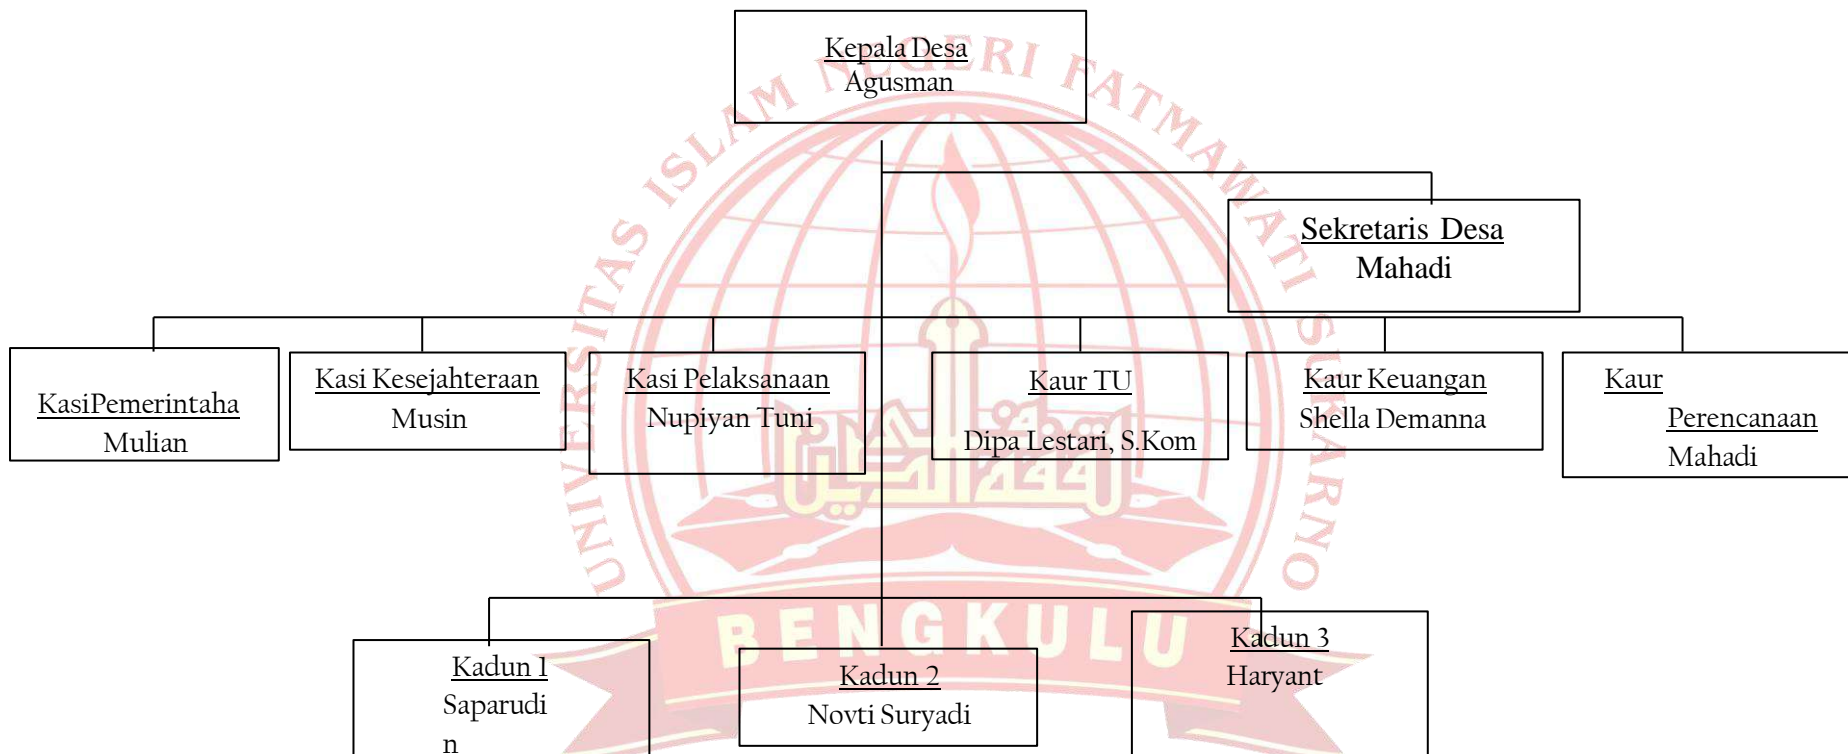 Kepala Desa
Agusman
Sekretaris Desa
Mahadi
KasiPemerintaha
Mulian
Kasi Kesejahteraan
Musin
Kasi Pelaksanaan
Nupiyan Tuni
Kaur TU
Dipa Lestari, S.Kom
Kaur Keuangan
Shella Demanna
Kaur
Perencanaan
Mahadi
Kadun 1
Saparudi
n
Kadun 2
Novti Suryadi
Kadun 3
Haryant
UNIVERSITAS ISLAM NEGERI FATMAWATI SUKARNO
BENGKULU